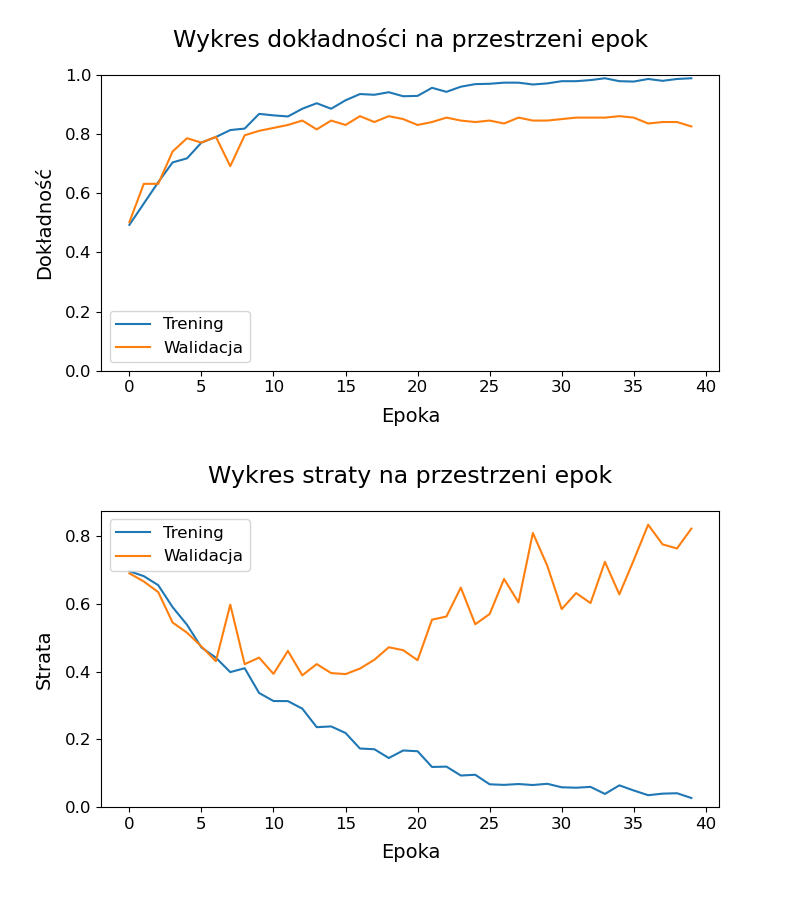 Wykres dokładności na przestrzeni epok
1.0
0.8
0.6
0.4
0.2
0.0
Dokładność
Trening
Walidacja
0 5 10 15 20 25 30 35 40
Epoka
Wykres straty na przestrzeni epok
0.8
0.6
0.4
0.2
0.0
Strata
Trening
Walidacja
0 5 10 15 20 25 30 35 40
Epoka